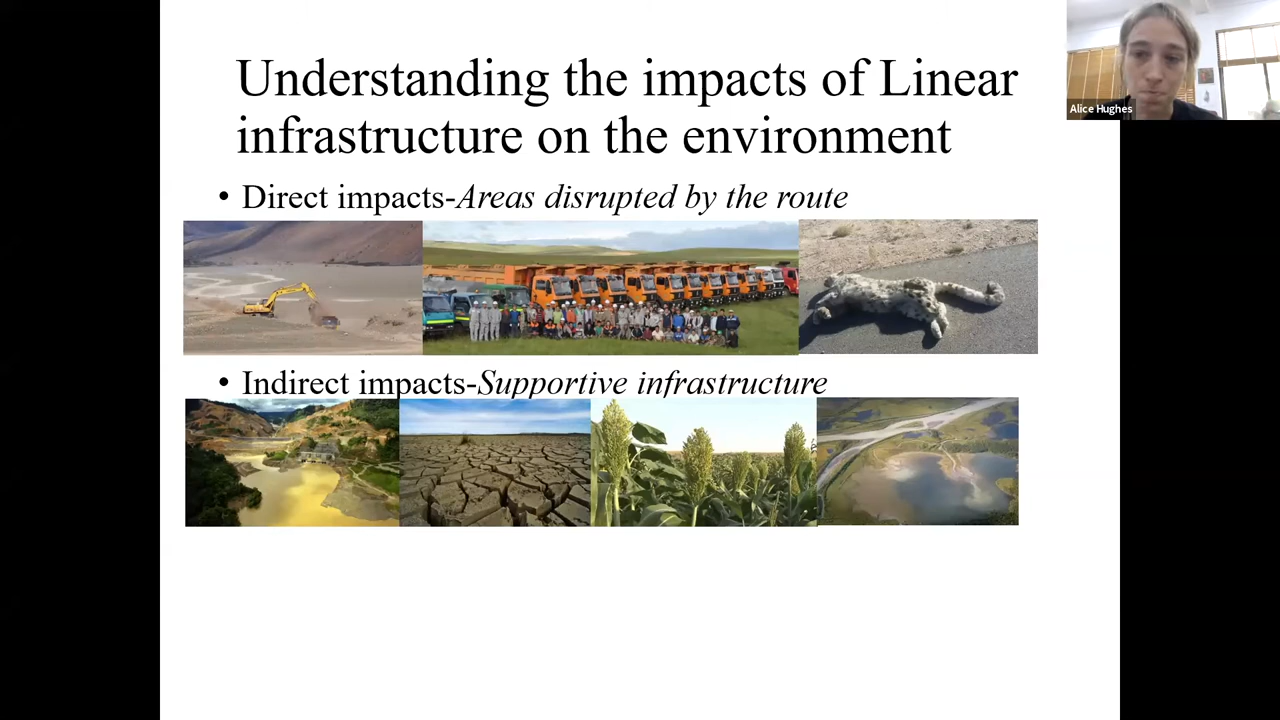 Understanding the impacts of Linear
infrastructure on the environment
Alice Hughes
• Direct impacts-Areas disrupted by the route
• Indirect impacts-Supportive infrastructure